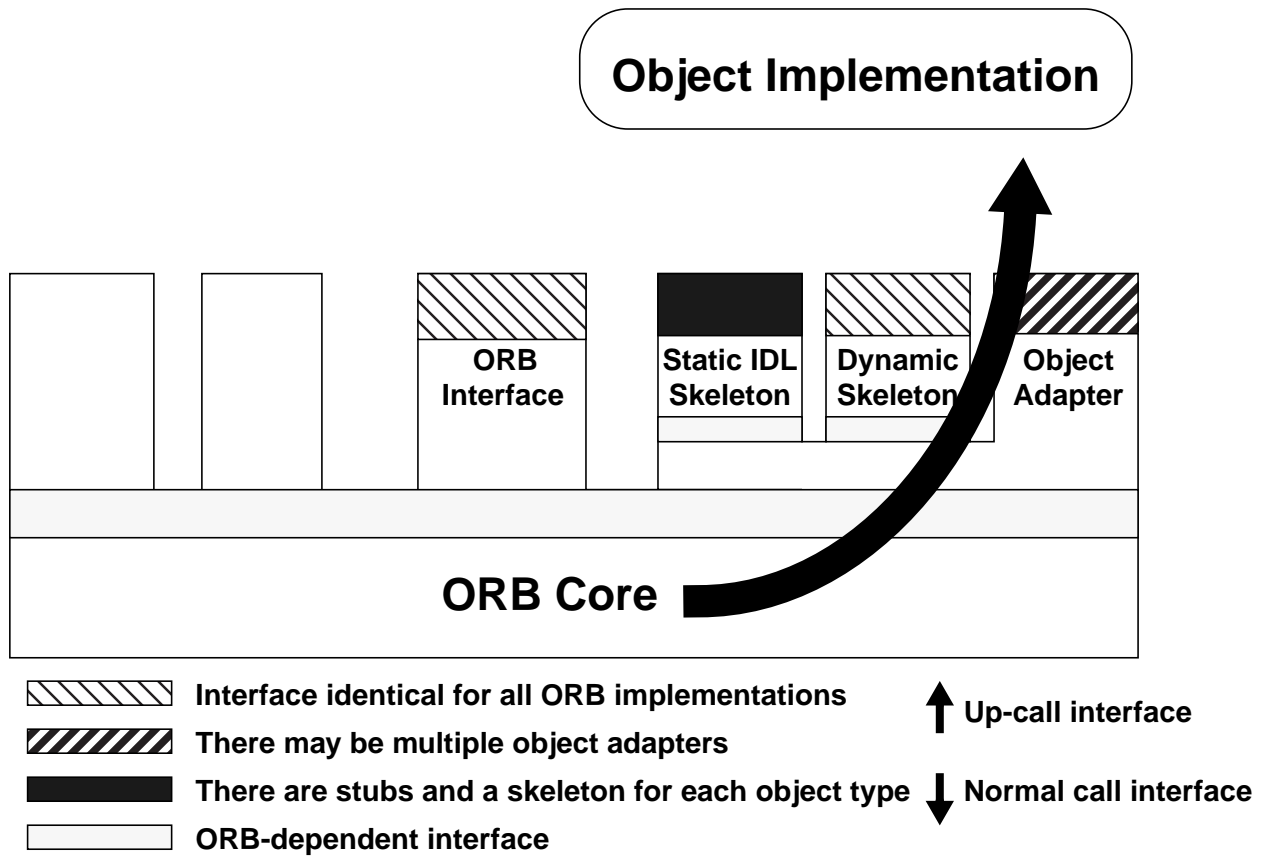 Object Implementation
ORB
Interface
Static IDL
Skeleton
Dynamic
Skeleton
Object
Adapter
ORB Core
Interface identical for all ORB implementations
There may be multiple object adapters
There are stubs and a skeleton for each object type
ORB-dependent interface
Up-call interface
Normal call interface